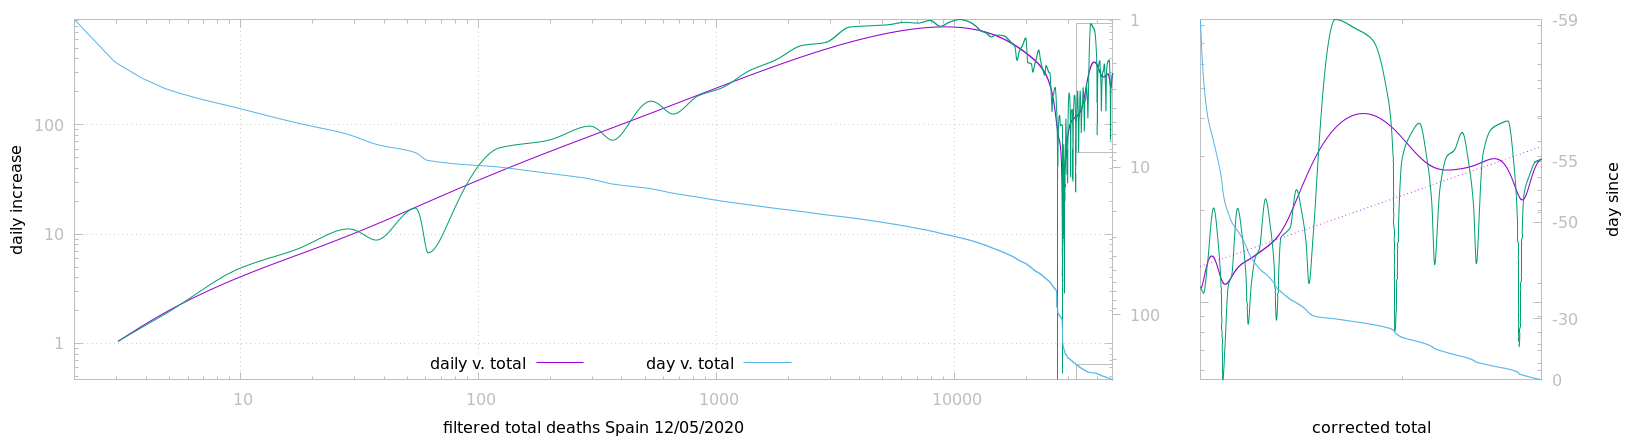 daily increase
100
10
1
1
10
100
daily v. total
day v. total
10
100
1000
10000
filtered total deaths Spain 12/05/2020
-59
-55
-50
-30
0
day since
corrected total